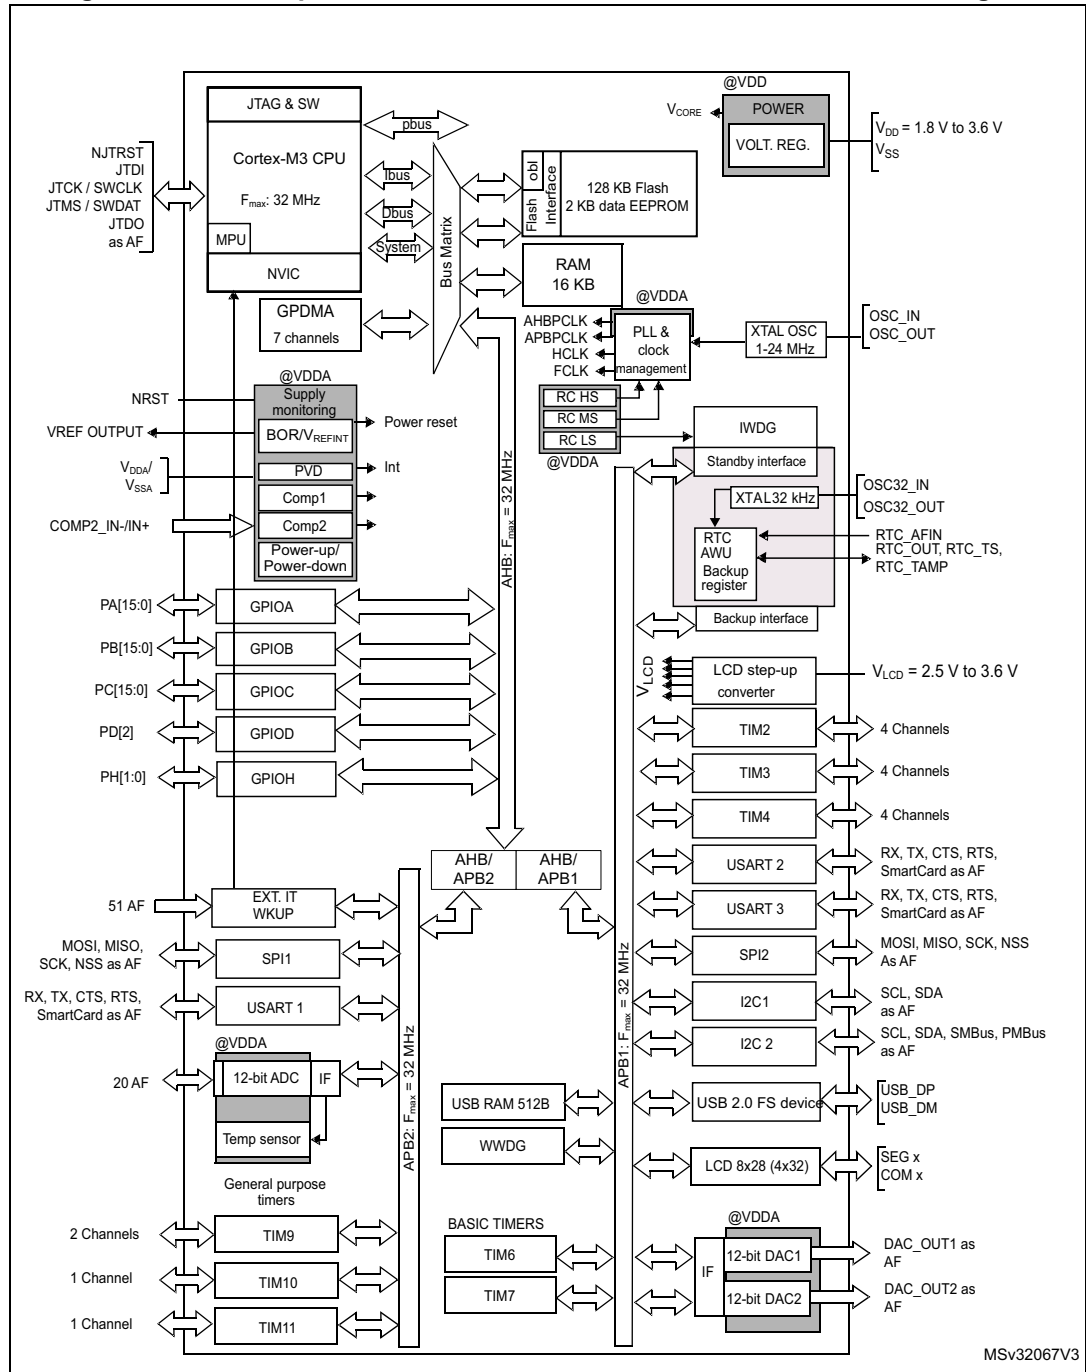 @VDD
JTAG & SW
pbus
VCORE
POWER
VOLT. REG.
VDD = 1.8 V to 3.6 V
VSS
NJTRST
JTDI
JTCK / SWCLK
JTMS / SWDAT
JTDO
as AF
Cortex-M3 CPU
Fmax: 32 MHz
MPU
NVIC
Ibus
Dbus
System
Bus Matrix
Flash
obl
Interface
128 KB Flash
2 KB data EEPROM
RAM
16 KB
GPDMA
7 channels
@VDDA
AHBPCLK
APBPCLK
HCLK
FCLK
PLL &
clock
management
XTAL OSC
1-24 MHz
OSC_IN
OSC_OUT
RC HS
RC MS
RC LS
@VDDA
@VDDA
Supply
monitoring
NRST
VREF OUTPUT
BOR/VREFINT
Power reset
VDDA/
VSSA
PVD
Int
Comp1
COMP2_IN-/IN+
Comp2
Power-up/
Power-down
IWDG
Standby interface
XTAL32 kHz
OSC32_IN
OSC32_OUT
RTC
AWU
Backup
register
RTC_AFIN
RTC_OUT, RTC_TS,
RTC_TAMP
Backup interface
AHB: Fmax = 32 MHz
PA[15:0]
GPIOA
PB[15:0]
GPIOB
PC[15:0]
GPIOC
PD[2]
GPIOD
PH[1:0]
GPIOH
VLCD
LCD step-up
converter
VLCD = 2.5 V to 3.6 V
TIM2
4 Channels
TIM3
4 Channels
TIM4
4 Channels
AHB/
APB2
AHB/
APB1
USART 2
RX, TX, CTS, RTS,
SmartCard as AF
USART 3
RX, TX, CTS, RTS,
SmartCard as AF
SPI2
MOSI, MISO, SCK, NSS
As AF
I2C1
SCL, SDA
as AF
I2C 2
SCL, SDA, SMBus, PMBus
as AF
51 AF
EXT. IT
WKUP
MOSI, MISO,
SCK, NSS as AF
SPI1
RX, TX, CTS, RTS,
SmartCard as AF
USART 1
@VDDA
20 AF
12-bit ADC
IF
Temp sensor
APB2: Fmax = 32 MHz
APB1: Fmax = 32 MHz
USB RAM 512B
WWDG
USB 2.0 FS device
USB_DP
USB_DM
LCD 8x28 (4x32)
SEG x
COM x
General purpose
timers
2 Channels
TIM9
1 Channel
TIM10
1 Channel
TIM11
BASIC TIMERS
TIM6
TIM7
@VDDA
IF
12-bit DAC1
12-bit DAC2
DAC_OUT1 as
AF
DAC_OUT2 as
AF
MSv32067V3